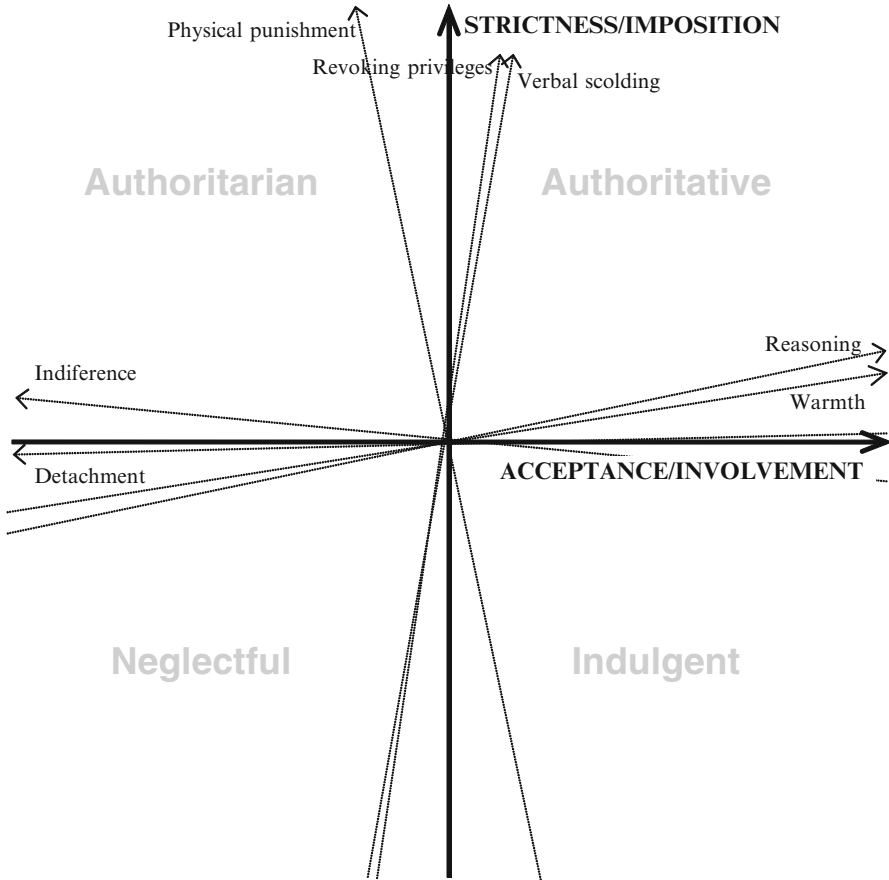 STRICTNESS/IMPOSITION
Physical punishment
Revoking privileges
Verbal scolding
Authoritarian
Authoritative
Reasoning
Indiference
Warmth
ACCEPTANCE/INVOLVEMENT
Detachment
Neglectful
Indulgent